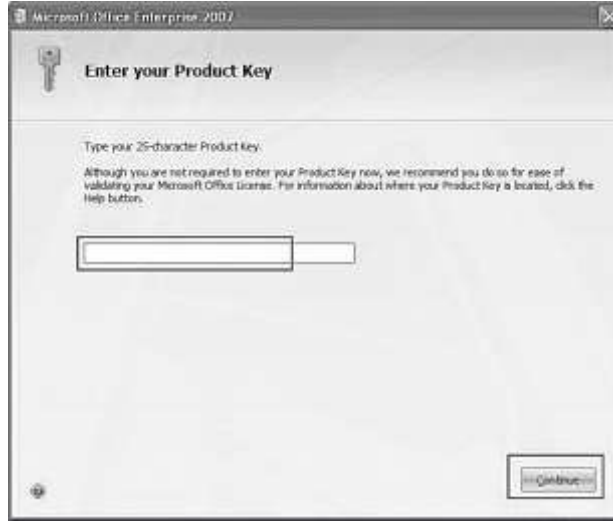 Microsoft Office Enterprise 2007
Enter your Product Key
Type your 25-character Product Key.
Although you are not required to enter your Product Key now, we recommend you do so for ease of
validating your Microsoft Office License. For information about where your Product Key is located, click the
Help button.
Continue